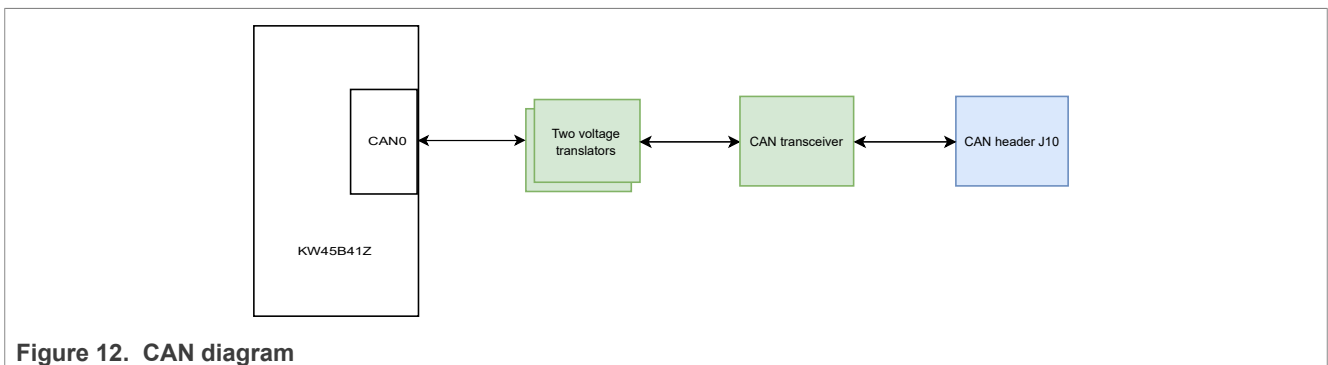 CAN0
Two voltage
translators
CAN transceiver
CAN header J10
KW45B41Z
Figure 12. CAN diagram